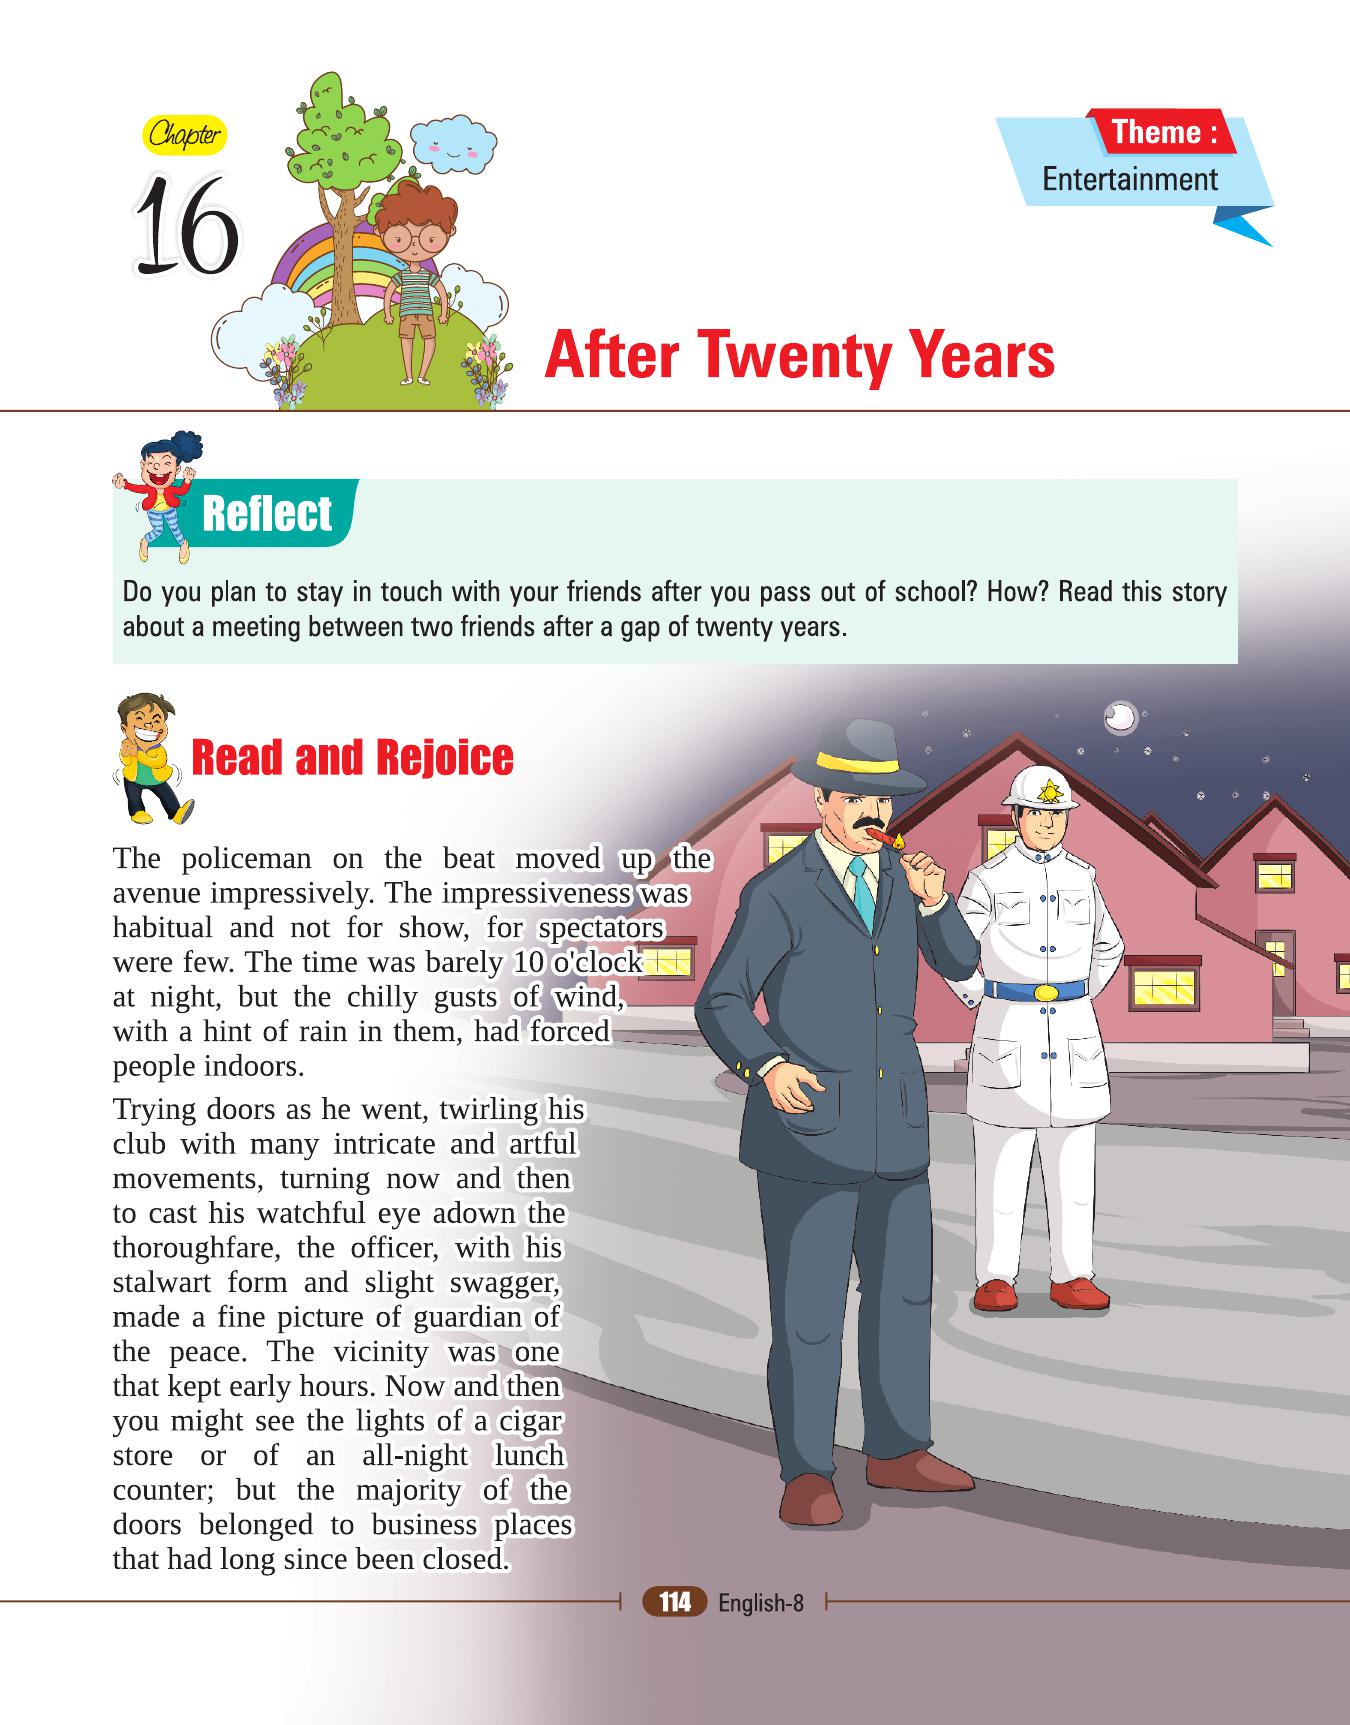 Chapter
16
Theme :
Entertainment
After Twenty Years
Reflect
Do you plan to stay in touch with your friends after you pass out of school? How? Read this story
about a meeting between two friends after a gap of twenty years.
Read and Rejoice
The policeman on the beat moved up the
avenue impressively. The impressiveness was
habitual and not for show, for spectators
were few. The time was barely 10 o'clock
at night, but the chilly gusts of wind,
with a hint of rain in them, had forced
people indoors.
Trying doors as he went, twirling his
club with many intricate and artful
movements, turning now and then
to cast his watchful eye adown the
thoroughfare, the officer, with his
stalwart form and slight swagger,
made a fine picture of guardian of
the peace. The vicinity was one
that kept early hours. Now and then
you might see the lights of a cigar
store or of an all-night lunch
counter; but the majority of the
doors belonged to business places
that had long since been closed.
114 English-8